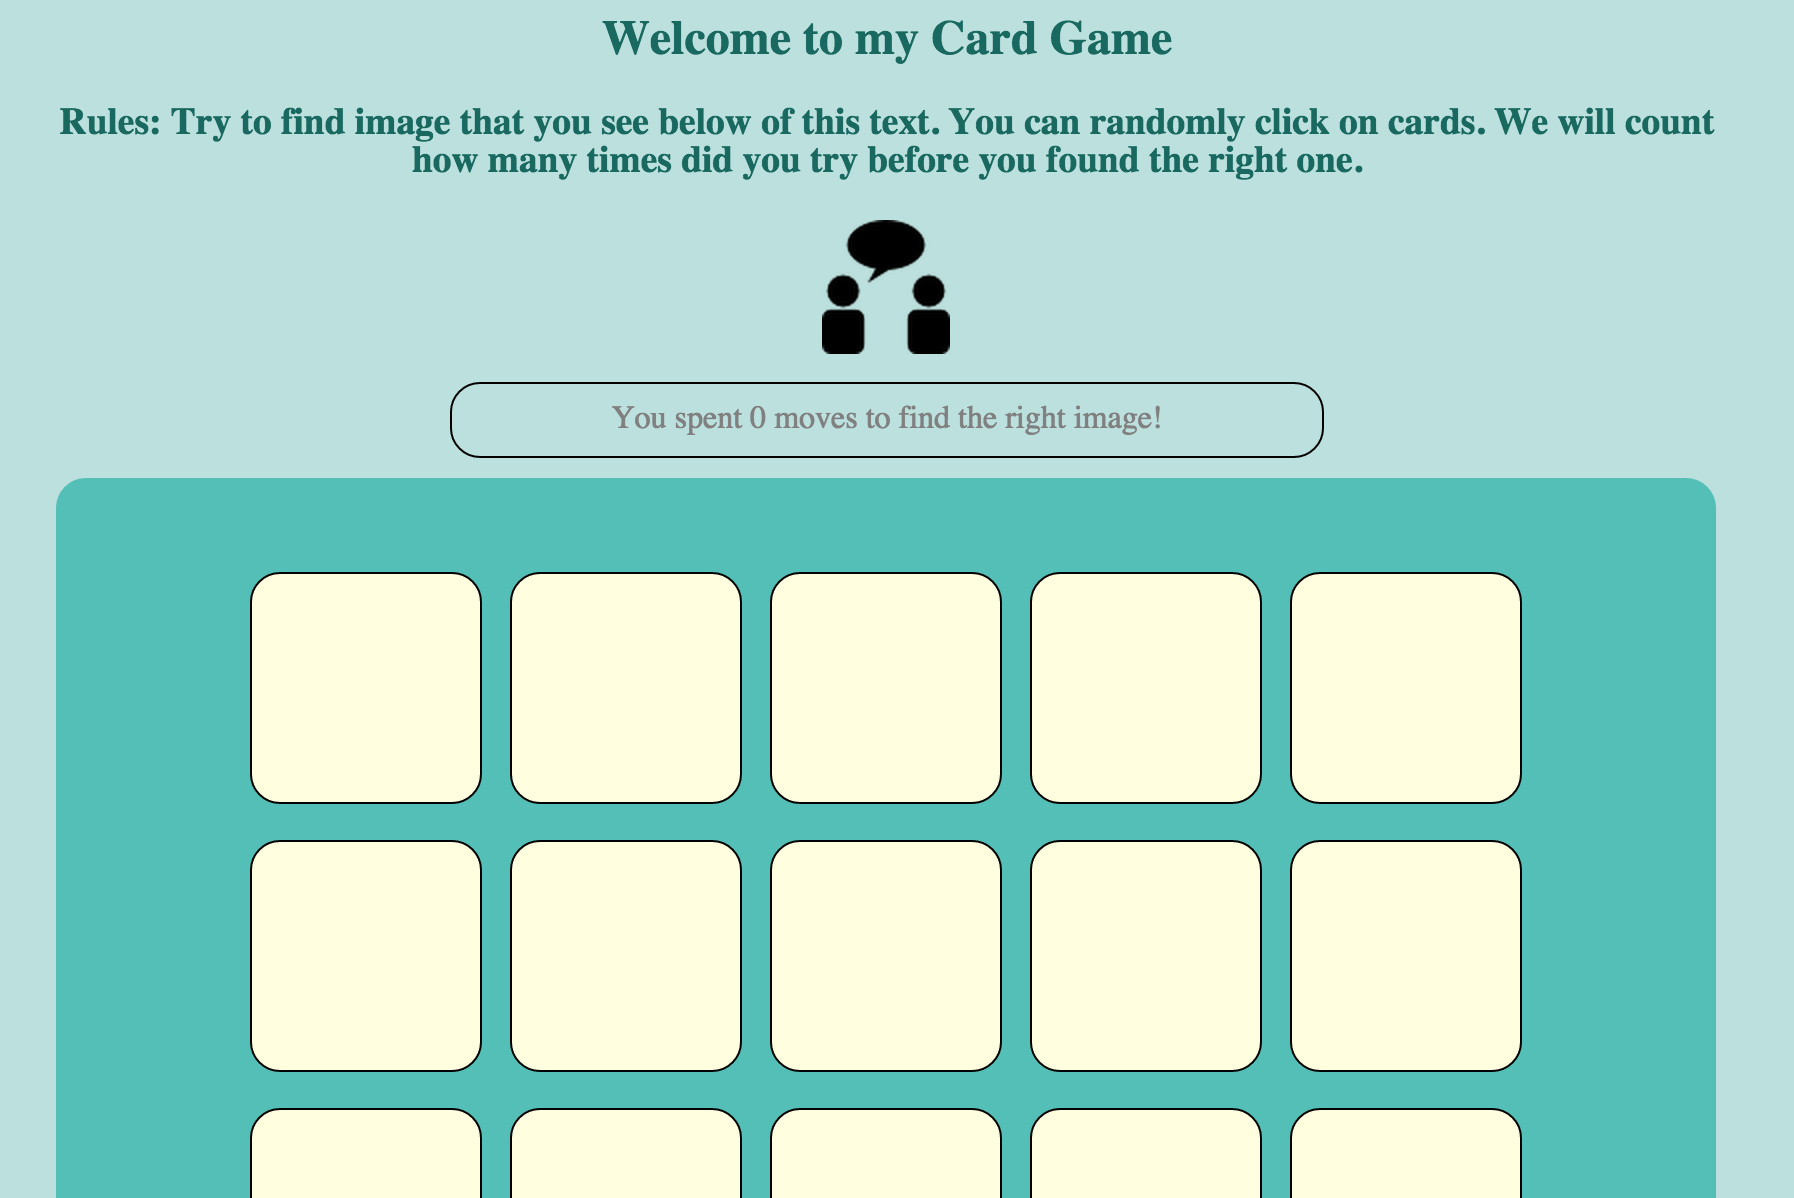 Welcome to my Card Game
Rules: Try to find image that you see below of this text. You can randomly click on cards. We will count
how many times did you try before you found the right one.
You spent 0 moves to find the right image!